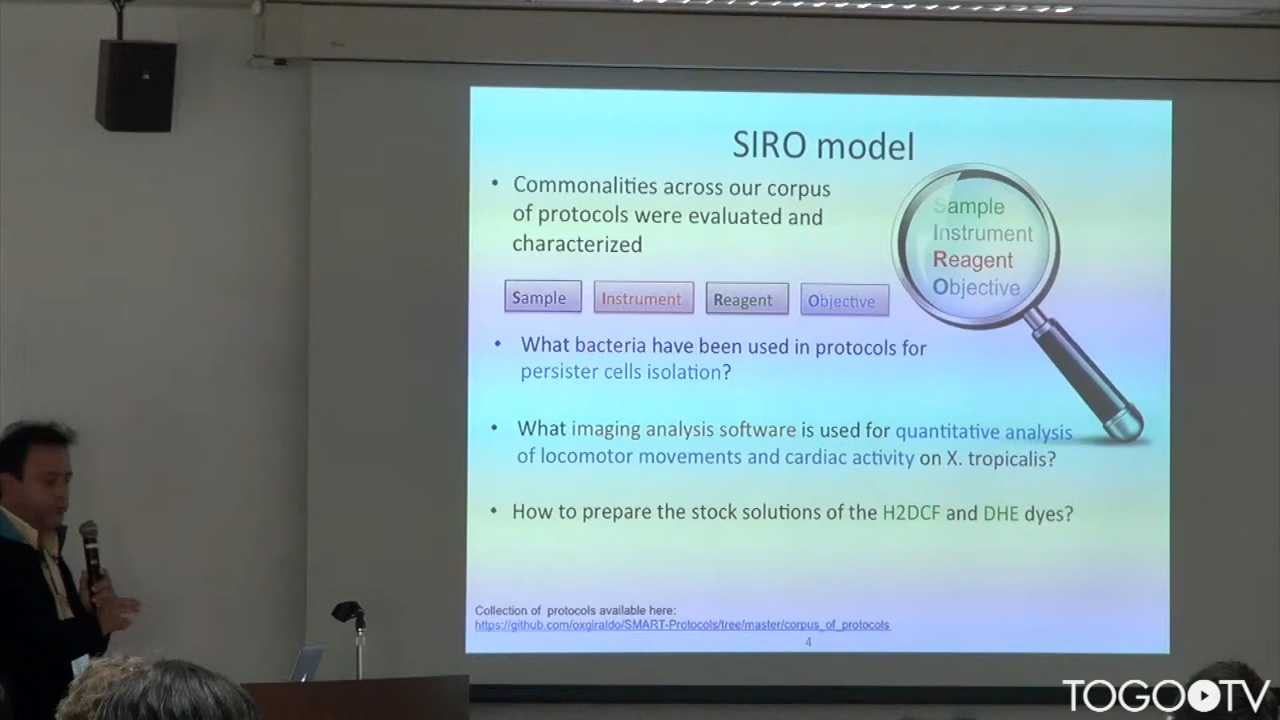 SIRO model
• Commonalities across our corpus
of protocols were evaluated and
characterized
Sample
Instrument
Reagent
Objective
Sample Instrument Reagent Objective
• What bacteria have been used in protocols for
persister cells isolation?
• What imaging analysis software is used for quantitative analysis
of locomotor movements and cardiac activity on X. tropicalis?
• How to prepare the stock solutions of the H2DCF and DHE dyes?
Collection of protocols available here:
https://github.com/oxgiraldo/SMART-Protocols/tree/master/corpus_of_protocols
4
TOGO TV